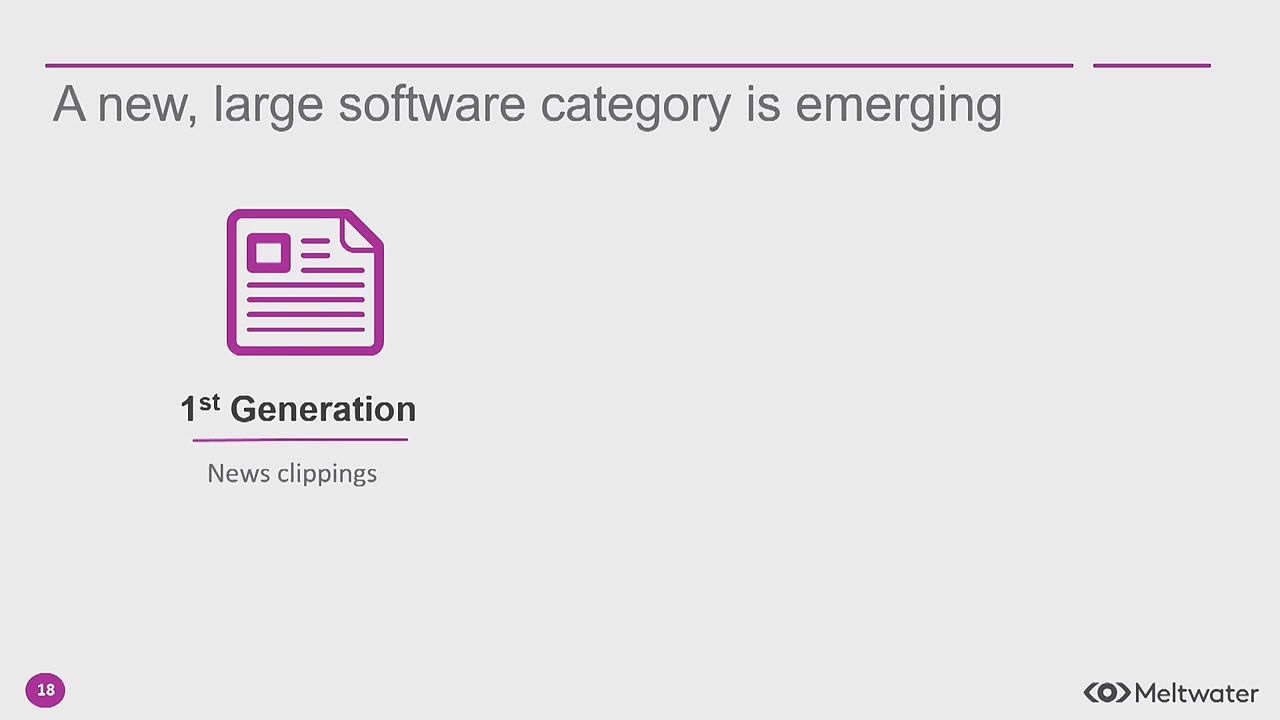 A new, large software category is emerging
1st Generation
News clippings
18
Meltwater